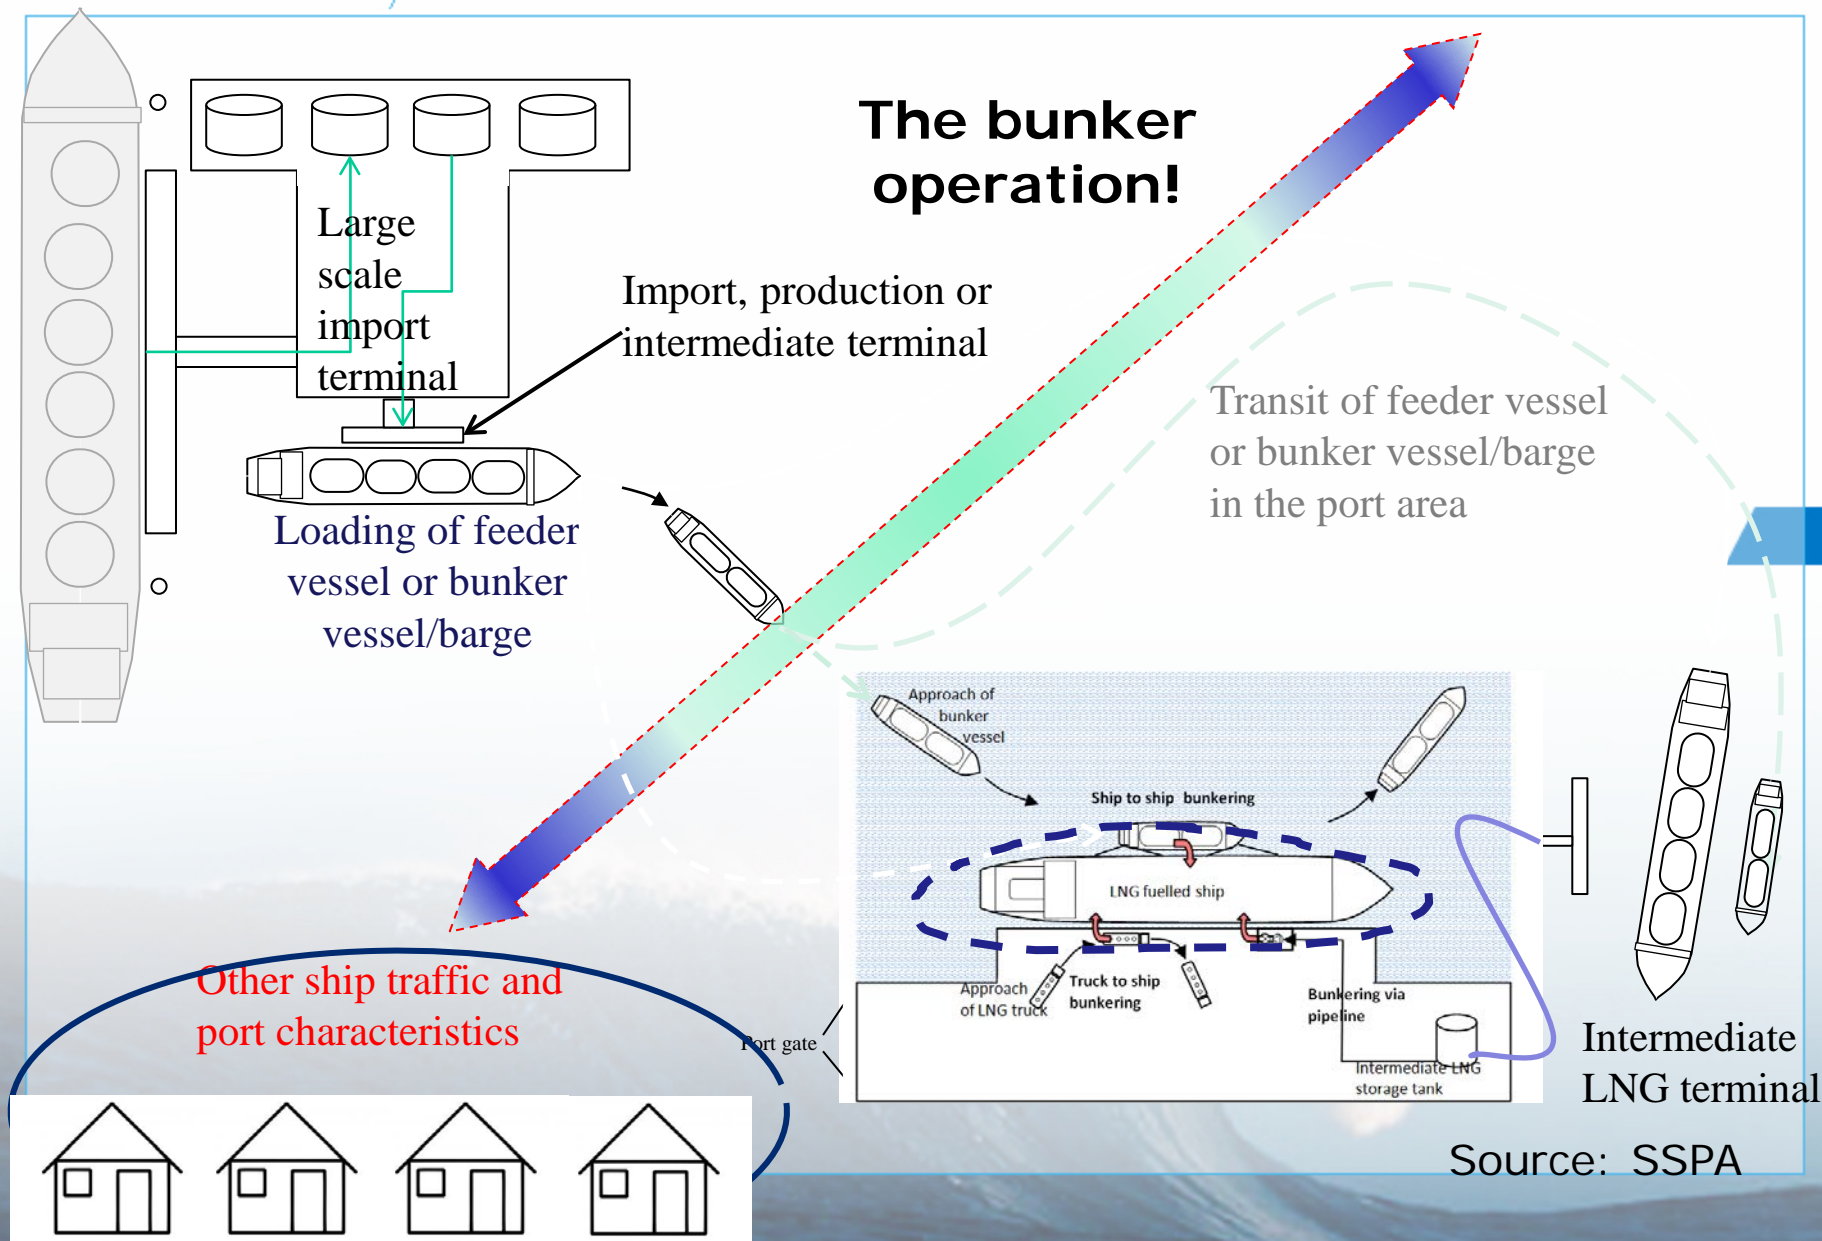 The bunker
operation!
Large
scale
import
terminal
Import, production or
intermediate terminal
Transit of feeder vessel
or bunker vessel/barge
in the port area
Loading of feeder
vessel or bunker
vessel/barge
Approach of
bunker
vessel
Ship to ship bunkering
LNG fuelled ship
Other ship traffic and
port characteristics
Approach
of LNG truck
Truck to ship
bunkering
Bunkering via
pipeline
Port gate
Intermediate LNG
storage tank
Intermediate
LNG terminal
Source: SSPA